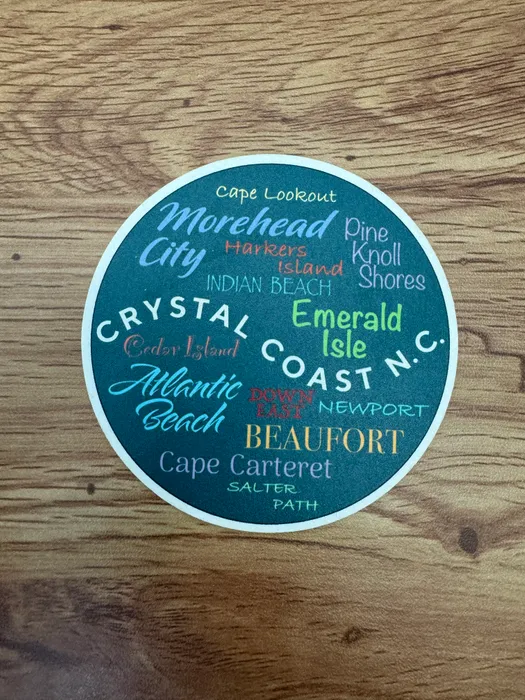 Cape Lookout
Morehead
City
Pine
Knoll
Shores
Harkers
Island
INDIAN BEACH
CRYSTAL COAST N.C.
Emerald
Isle
Cedar Island
Atlantic
Beach
DOWN
EAST
NEWPORT
BEAUFORT
Cape Carteret
SALTER
PATH